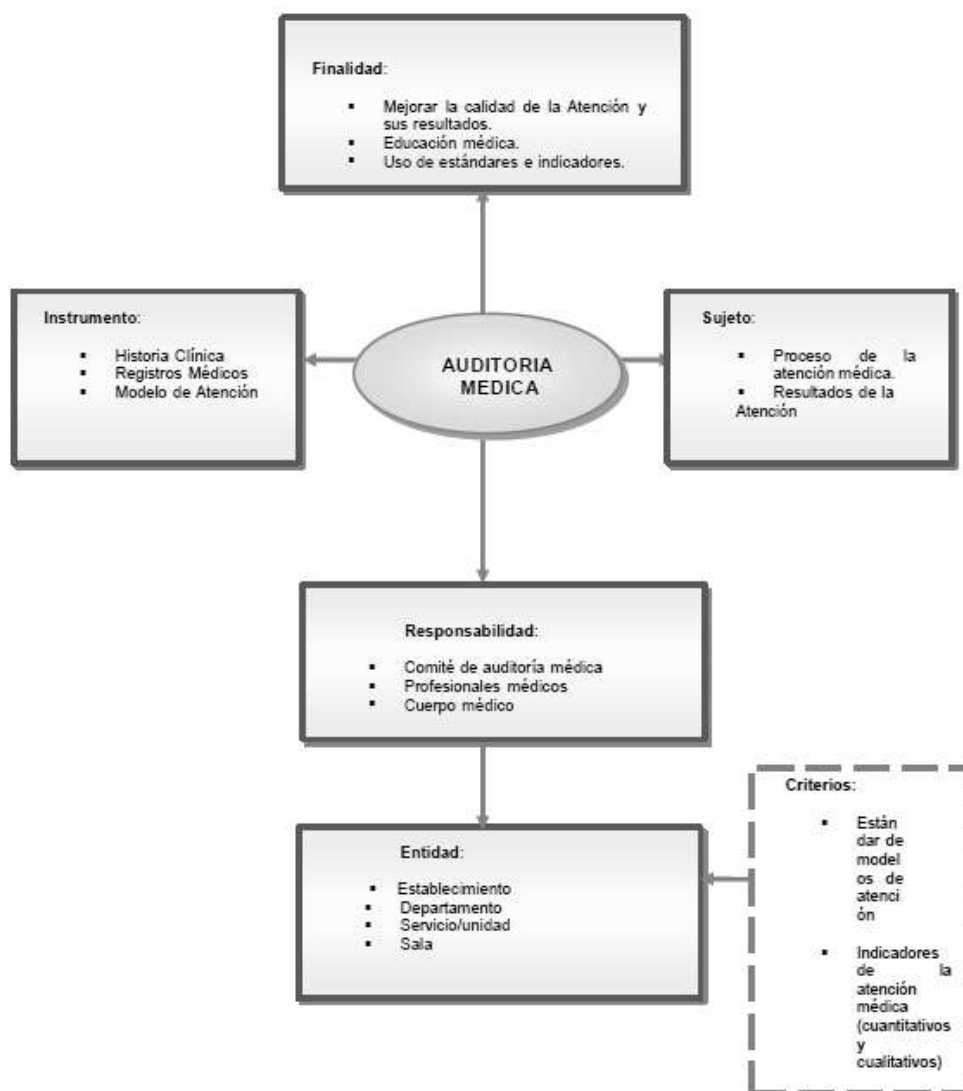 Finalidad:
Mejorar la calidad de la Atención y
sus resultados.
Educación médica.
Uso de estándares e indicadores.
Instrumento:
Historia Clínica
Registros Médicos
Modelo de Atención
AUDITORIA
MEDICA
Sujeto:
Proceso de la
atención médica.
Resultados de la
Atención
Responsabilidad:
Comité de auditoría médica
Profesionales médicos
Cuerpo médico
Entidad:
Establecimiento
Departamento
Servicio/unidad
Sala
Criterios:
Están
dar de
model
os de
atenci
ón
Indicadores
de la
atención
médica
(cuantitativos
y
cualitativos)